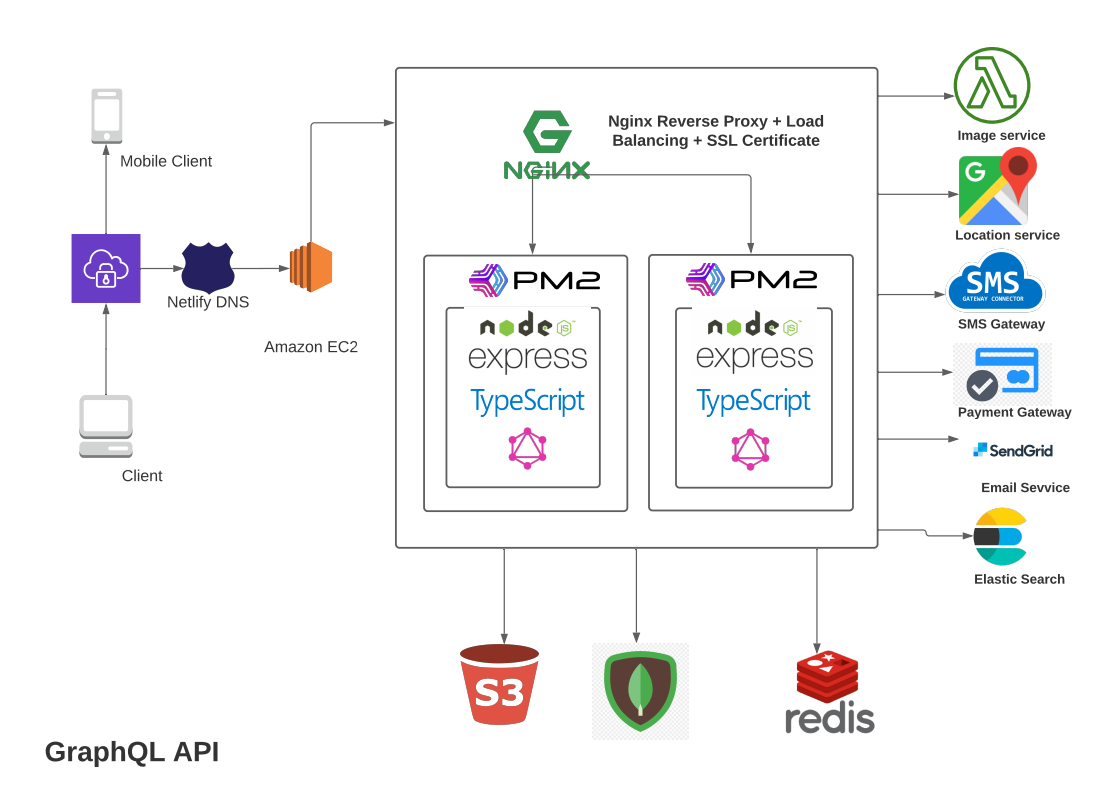 Mobile Client
Netlify DNS
Amazon EC2
Client
NGiNX
Nginx Reverse Proxy + Load
Balancing + SSL Certificate
PM2
node
JS
™
express
TypeScript
PM2
node
JS
™
express
TypeScript
Image service
G
Location service
SMS
GATEWAY CONNECTOR
SMS Gateway
Payment Gateway
SendGrid
Email Sevvice
Elastic Search
S3
redis
GraphQL API